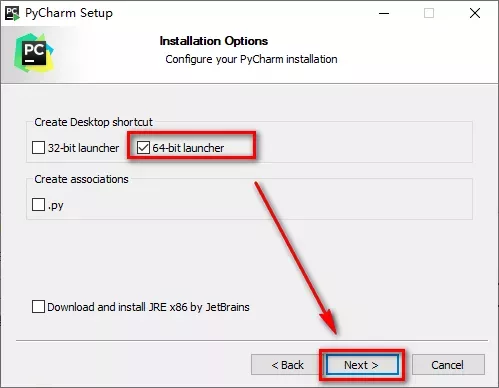 PC PyCharm Setup
PC
Installation Options
Configure your PyCharm installation
Create Desktop shortcut
32-bit launcher 64-bit launcher
Create associations
.py
Download and install JRE x86 by JetBrains
< Back Next > Cancel